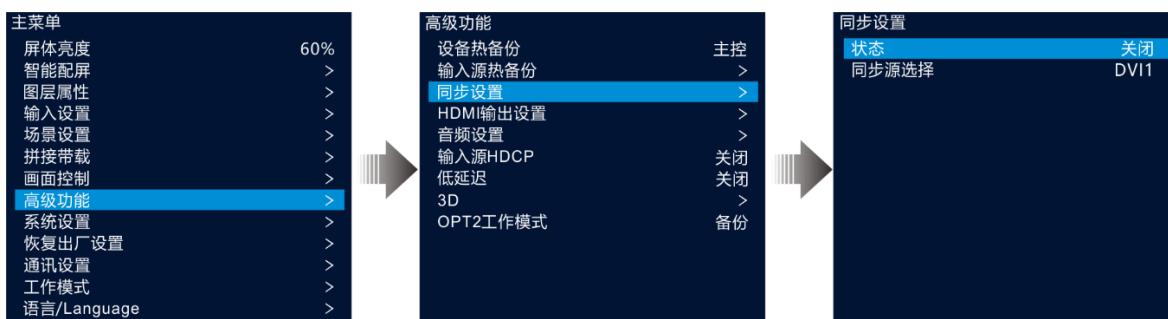 主菜单
屏体亮度 60%
智能配屏 >
图层属性 >
输入设置 >
场景设置 >
拼接带载 >
画面控制 >
高级功能 >
系统设置 >
恢复出厂设置 >
通讯设置 >
工作模式 >
语言/Language >
高级功能
设备热备份 主控
输入源热备份 >
同步设置 >
HDMI输出设置 >
音频设置 >
输入源HDCP 关闭
低延迟 关闭
3D >
OPT2工作模式 备份
同步设置
状态 关闭
同步源选择 DVI1